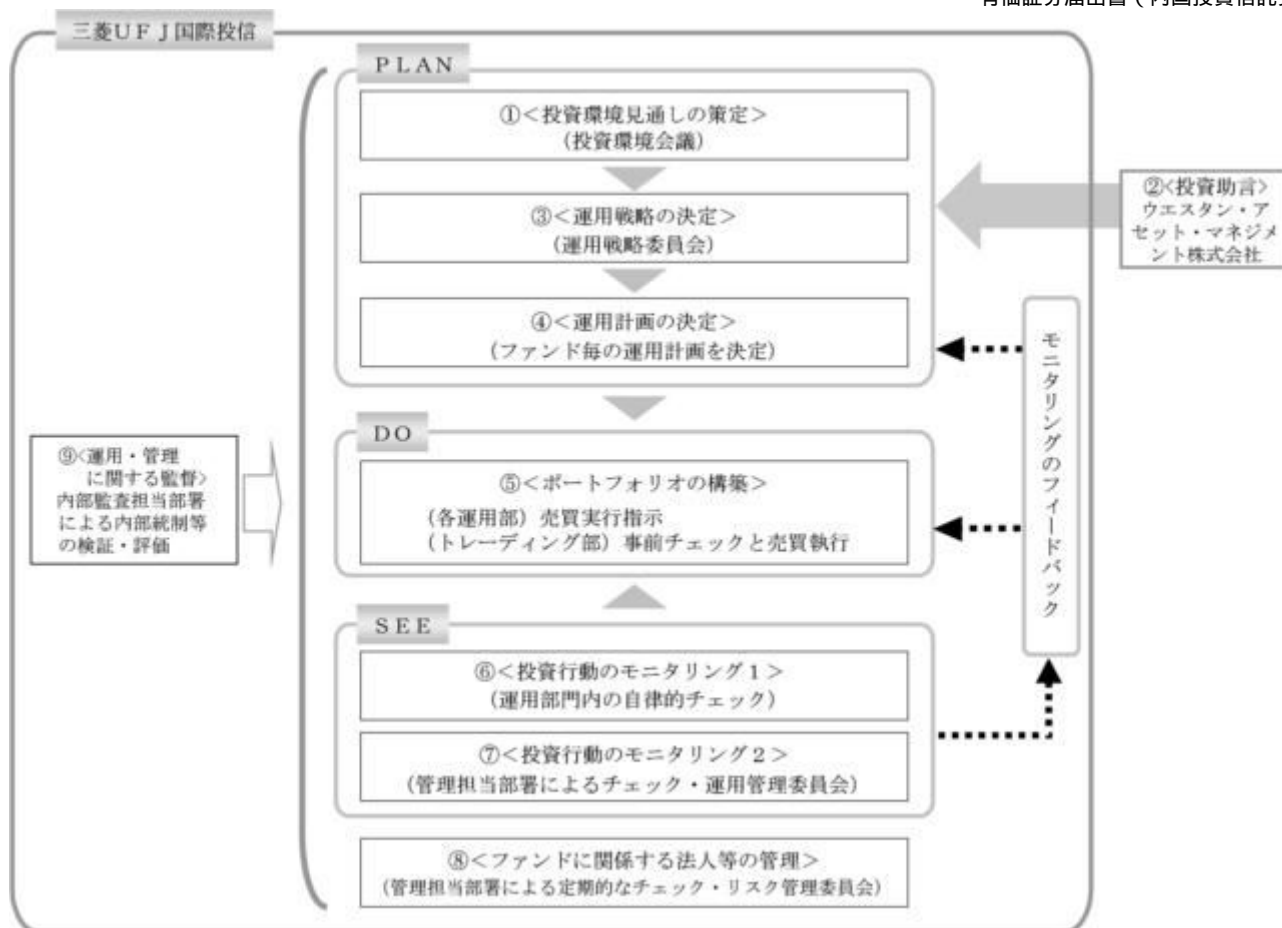 有価証券届出書（内国投資信託
三菱ＵＦＪ国際投信
ＰＬＡＮ
①＜投資環境見通しの策定＞
（投資環境会議）
②<投資助言>
ウエスタン・ア
セット・マネジメ
ント株式会社
③＜運用戦略の決定＞
（運用戦略委員会）
④＜運用計画の決定＞
（ファンド毎の運用計画を決定）
ＤＯ
⑤＜ポートフォリオの構築＞
（各運用部）売買実行指示
（トレーディング部）事前チェックと売買執行
ＳＥＥ
⑥＜投資行動のモニタリング１＞
（運用部門内の自律的チェック）
⑦＜投資行動のモニタリング２＞
（管理担当部署によるチェック・運用管理委員会）
⑧＜ファンドに関係する法人等の管理＞
（管理担当部署による定期的なチェック・リスク管理委員会）
⑨<運用・管理
に関する監督>
内部監査担当部署
による内部統制等
の検証・評価
モニタリングのフィードバック